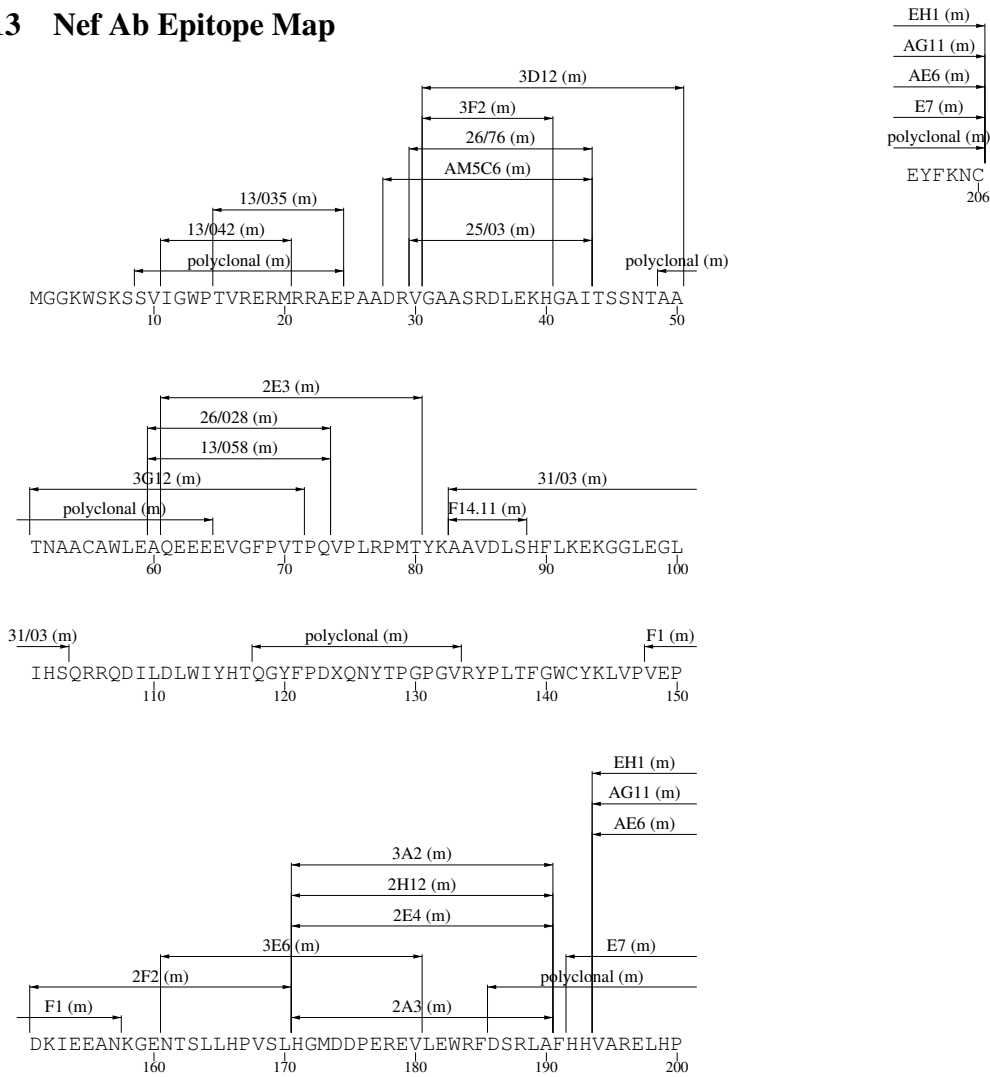 13 Nef Ab Epitope Map
3D12 (m)
3F2 (m)
26/76 (m)
AM5C6 (m)
13/035 (m)
13/042 (m)
25/03 (m)
polyclonal (m)
polyclonal (m)
MGGKWSKSSVIGWPTVRERMRRAEPAADRVGAASRDLEKHGAITSSNTAA
10 20 30 40 50
2E3 (m)
26/028 (m)
13/058 (m)
3G12 (m)
31/03 (m)
polyclonal (m)
F14.11 (m)
TNAACAWLEAQEEEEVGFPVTPQVPLRPMTYKAAVDLSHFLKEKGGLEGL
60 70 80 90 100
31/03 (m)
polyclonal (m)
F1 (m)
IHSQRRQDILDLWIYHTQGYFPDXQNYTPGPGVRYPLTFGWCYKLVPVEP
110 120 130 140 150
EH1 (m)
AG11 (m)
AE6 (m)
3A2 (m)
2H12 (m)
2E4 (m)
3E6 (m)
E7 (m)
2F2 (m)
polyclonal (m)
F1 (m)
2A3 (m)
DKIEEANKGENTSLLHPVSLHGMDDPEREVLEWRFDSRLAFHHVARELHP
160 170 180 190 200
EH1 (m)
AG11 (m)
AE6 (m)
E7 (m)
polyclonal (m)
EYFKNC
206